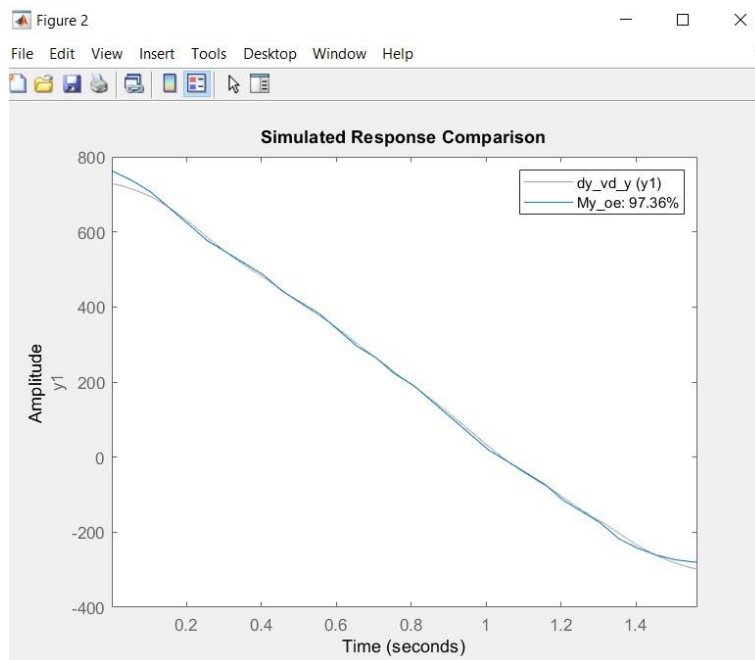 Figure 2
File Edit View Insert Tools Desktop Window Help
Simulated Response Comparison
dy_vd_y (y1)
My_oe: 97.36%
800
600
400
200
0
-200
-400
Amplitude
y1
0.2 0.4 0.6 0.8 1 1.2 1.4
Time (seconds)